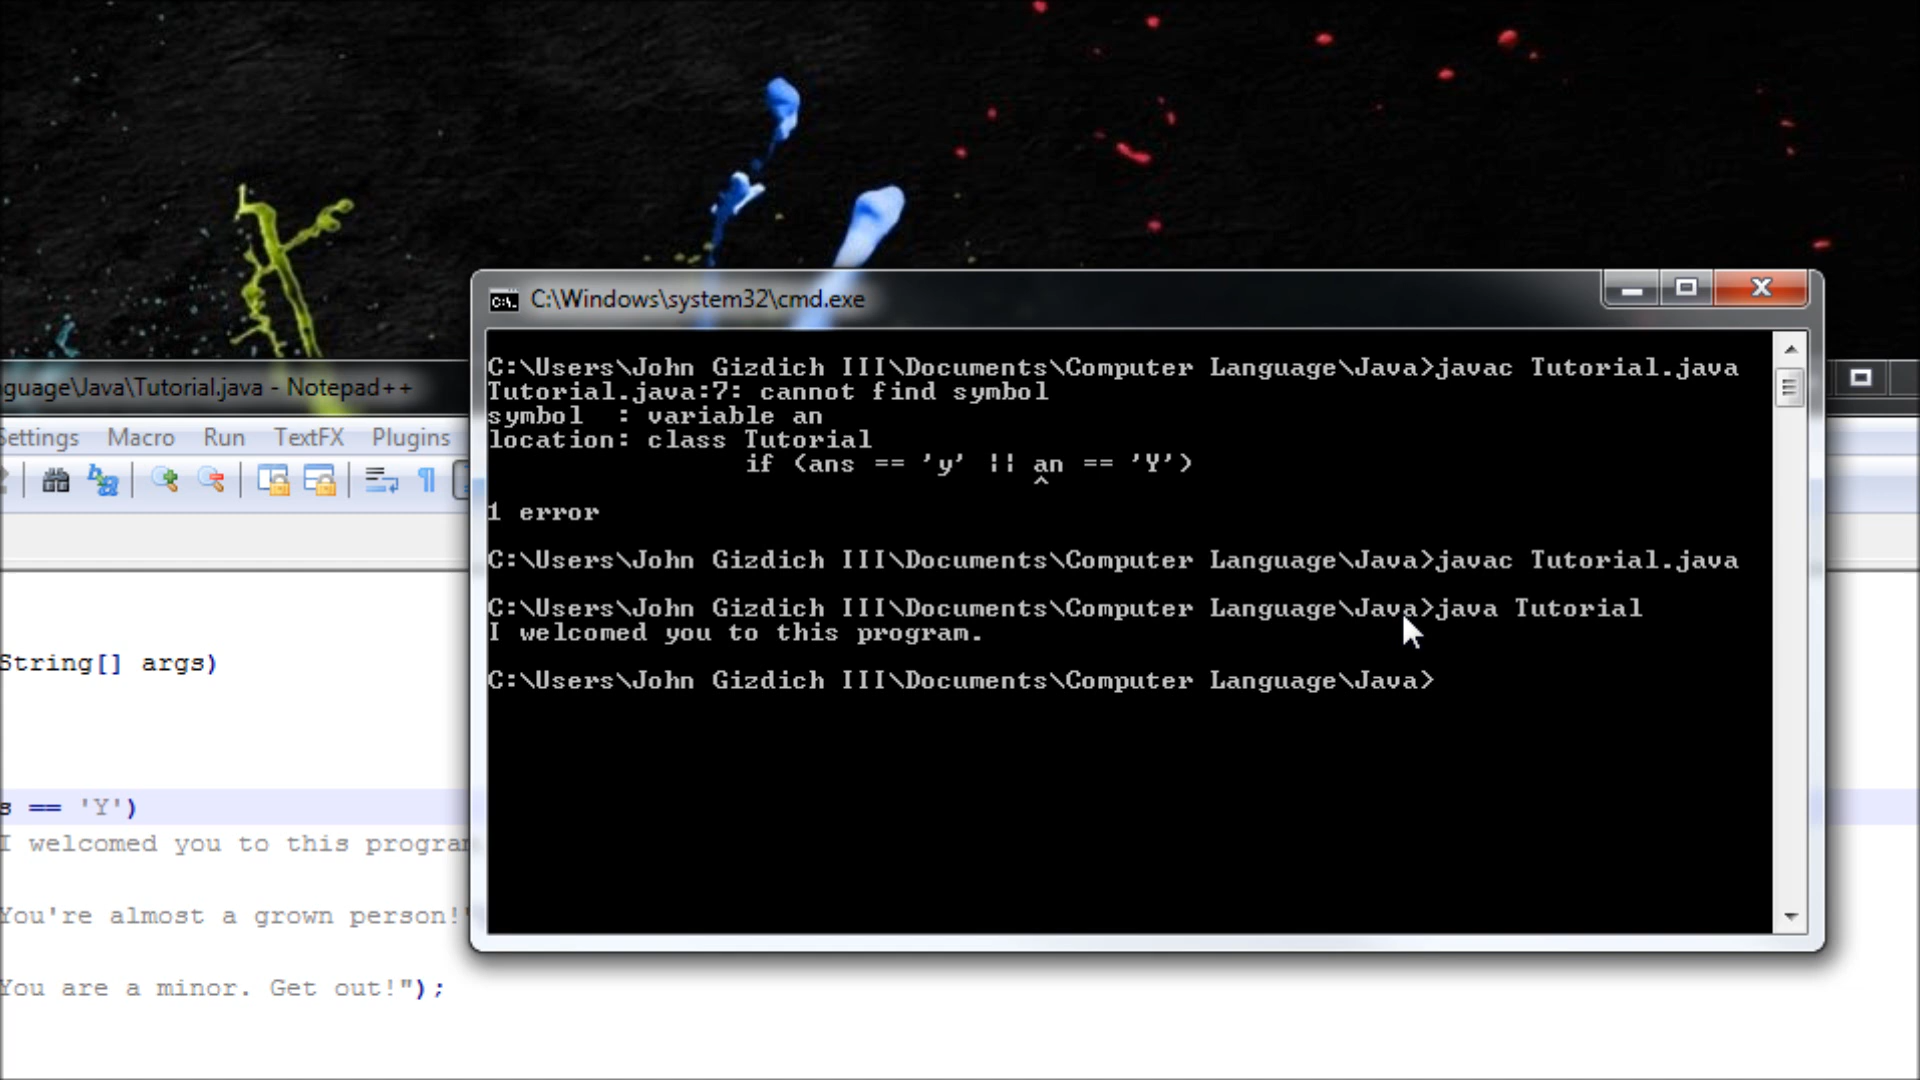 C:\Windows\system32\cmd.exe
C:\Users\John Gizdich III\Documents\Computer Language\Java>javac Tutorial.java
Tutorial.java:7: cannot find symbol
symbol  : variable an
location: class Tutorial
if (ans == 'y' || an == 'Y')
^
1 error
C:\Users\John Gizdich III\Documents\Computer Language\Java>javac Tutorial.java
C:\Users\John Gizdich III\Documents\Computer Language\Java>java Tutorial
I welcomed you to this program.
C:\Users\John Gizdich III\Documents\Computer Language\Java>
nguage\Java\Tutorial.java - Notepad++
Settings Macro Run TextFX Plugins
String[] args)
s == 'Y')
I welcomed you to this program
You're almost a grown person!"
You are a minor. Get out!");